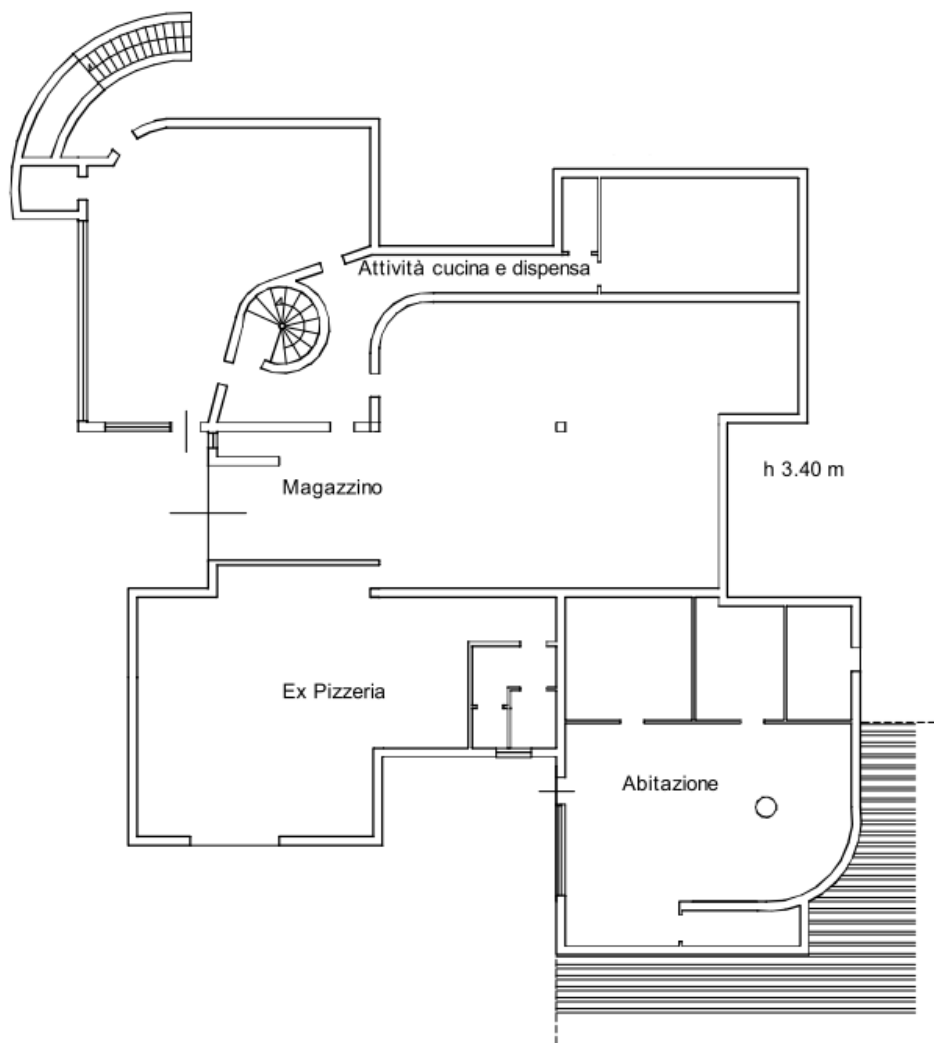 Attività cucina e dispensa
h 3.40 m
Magazzino
Ex Pizzeria
Abitazione